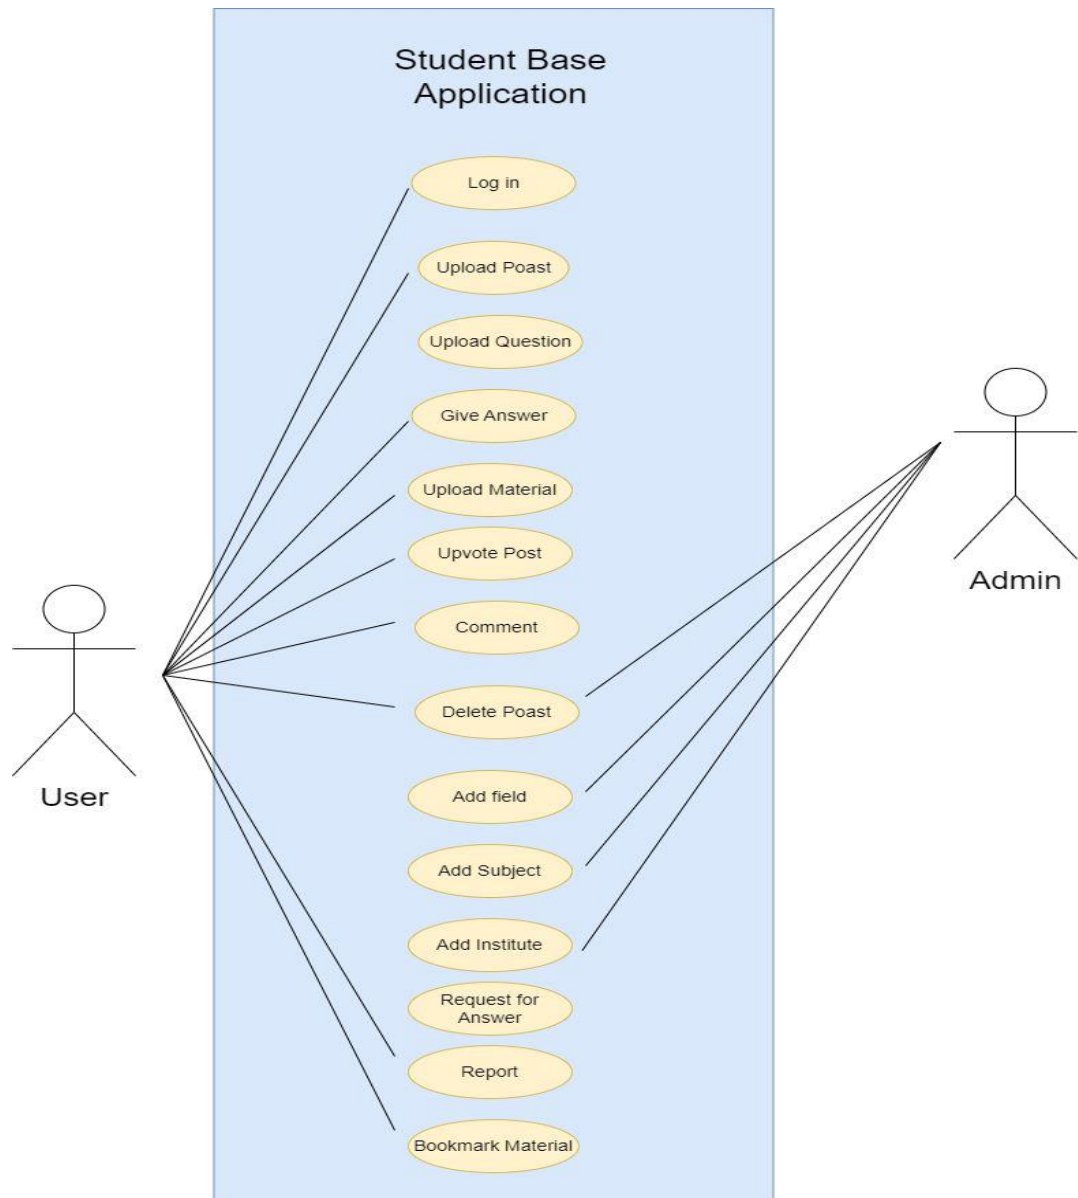 Student Base
Application
Log in
Upload Poast
Upload Question
Give Answer
Upload Material
Upvote Post
Comment
Delete Poast
Add field
Add Subject
Add Institute
Request for
Answer
Report
Bookmark Material
User
Admin